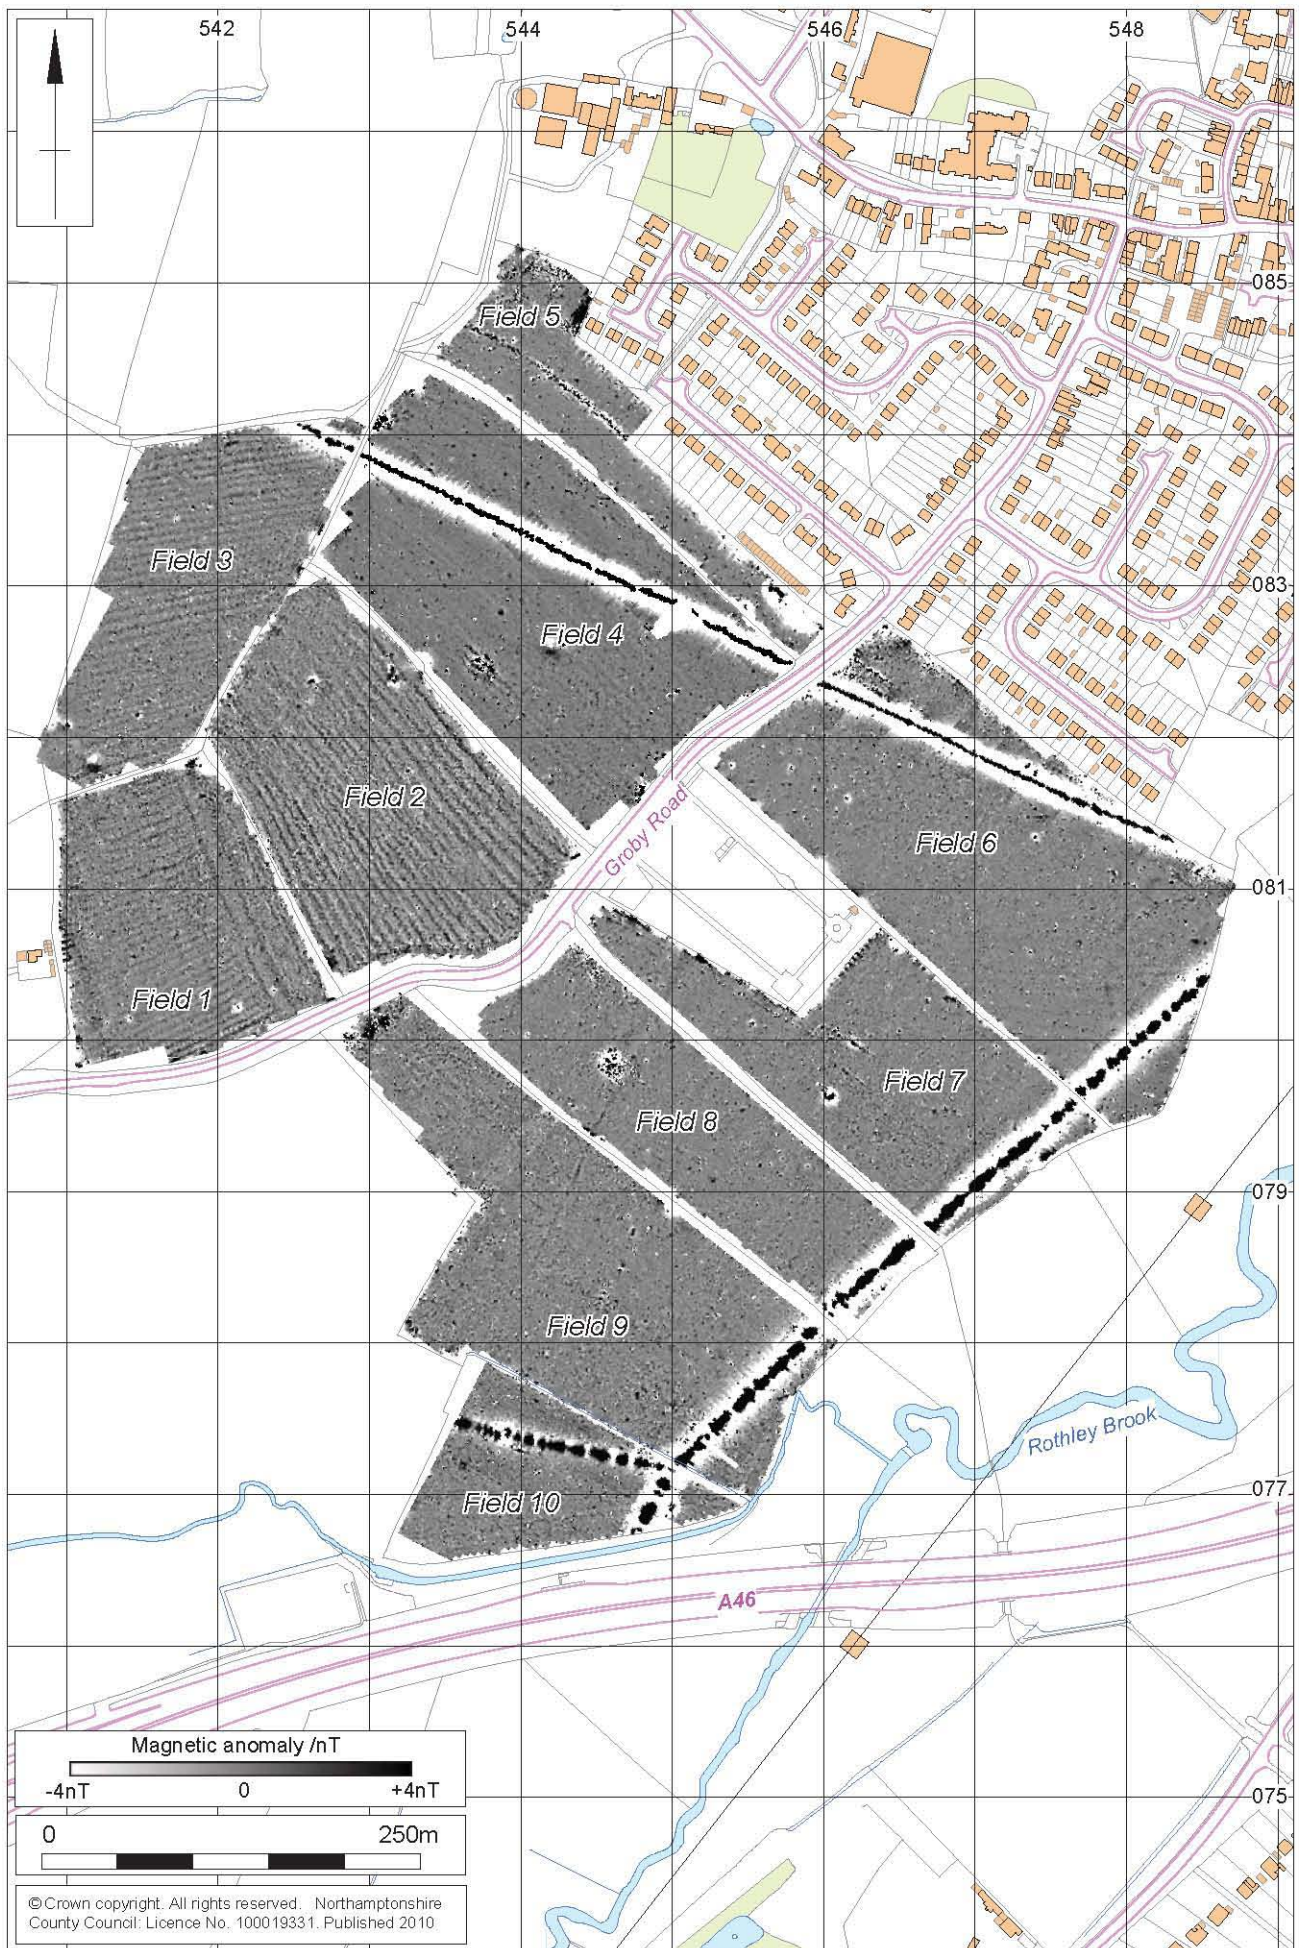 542 544 546 548
085
Field 5
Field 3
083
Field 4
Field 2
Groby Road
Field 6
081
Field 1
Field 7
Field 8
079
Field 9
Rothley Brook
077
Field 10
A46
Magnetic anomaly /nT
-4nT 0 +4nT
075
0 250m
© Crown copyright. All rights reserved. Northamptonshire
County Council: Licence No. 100019331. Published 2010